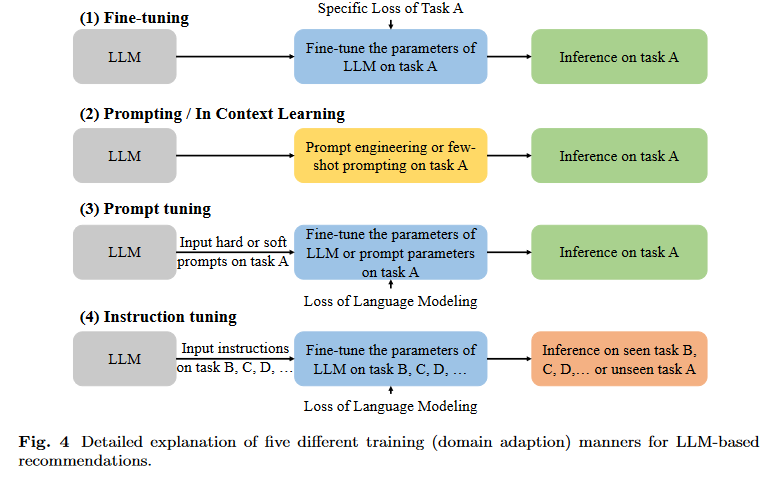 Specific Loss of Task A
(1) Fine-tuning
LLM
Fine-tune the parameters of
LLM on task A
Inference on task A
(2) Prompting / In Context Learning
LLM
Prompt engineering or few-
shot prompting on task A
Inference on task A
(3) Prompt tuning
LLM
Input hard or soft
prompts on task A
Fine-tune the parameters of
LLM or prompt parameters
on task A
Inference on task A
Loss of Language Modeling
(4) Instruction tuning
LLM
Input instructions
on task B, C, D, …
Fine-tune the parameters of
LLM on task B, C, D, …
Inference on seen task B,
C, D,… or unseen task A
Loss of Language Modeling
Fig. 4 Detailed explanation of five different training (domain adaption) manners for LLM-based
recommendations.